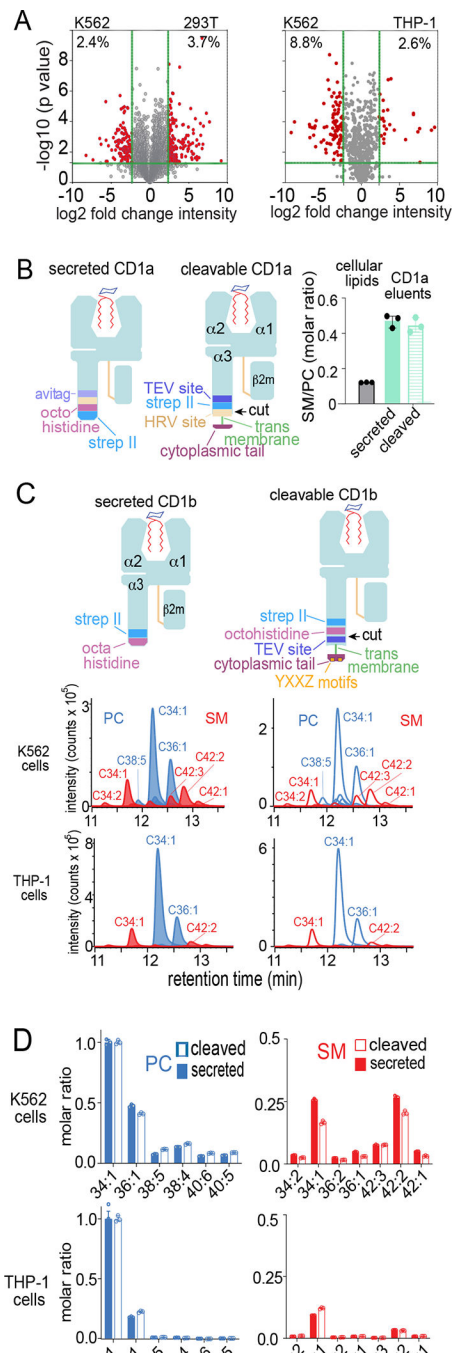 A
K562 293T
2.4% 3.7%
K562 THP-1
8.8% 2.6%
-log10 (p value)
8
6
4
2
0
-10 -5 0 5 10
-10 -5 0 5 10
log2 fold change intensity
log2 fold change intensity
B
secreted CD1a
cleavable CD1a
α2 α1
α3
β2m
avitag
octo
histidine
strep II
TEV site
strep II
HRV site
cut
trans
membrane
cytoplasmic tail
cellular
lipids
CD1a
eluents
SM/PC (molar ratio)
0.6
0.4
0.2
0
secreted
cleaved
C
secreted CD1b
cleavable CD1b
α2 α1
α3
β2m
strep II
octa
histidine
strep II
octohistidine
TEV site
cytoplasmic tail
cut
trans
membrane
YXXZ motifs
K562
cells
intensity (counts x 10⁵)
3
2
1
0
PC
SM
C34:1
C36:1
C38:5
C34:1
C34:2
C42:2
C42:3
C42:1
2
0
PC
SM
C34:1
C36:1
C38:5
C34:1
C34:2
C42:3
C42:2
C42:1
THP-1
cells
intensity (counts x 10⁵)
8
4
0
C34:1
C36:1
C34:1
C42:2
11 12 13
6
3
0
C34:1
C36:1
C34:1
C42:2
11 12 13
retention time (min)
D
K562
cells
molar ratio
1.0
0.5
0.0
PC
cleaved
secreted
34:1 36:1 38:5 38:4 40:6 40:5
0.5
0.25
0.0
SM
cleaved
secreted
34:2 34:1 36:2 36:1 42:3 42:2 42:1
THP-1
cells
molar ratio
1.0
0.5
0.0
0.5
0.25
0.0